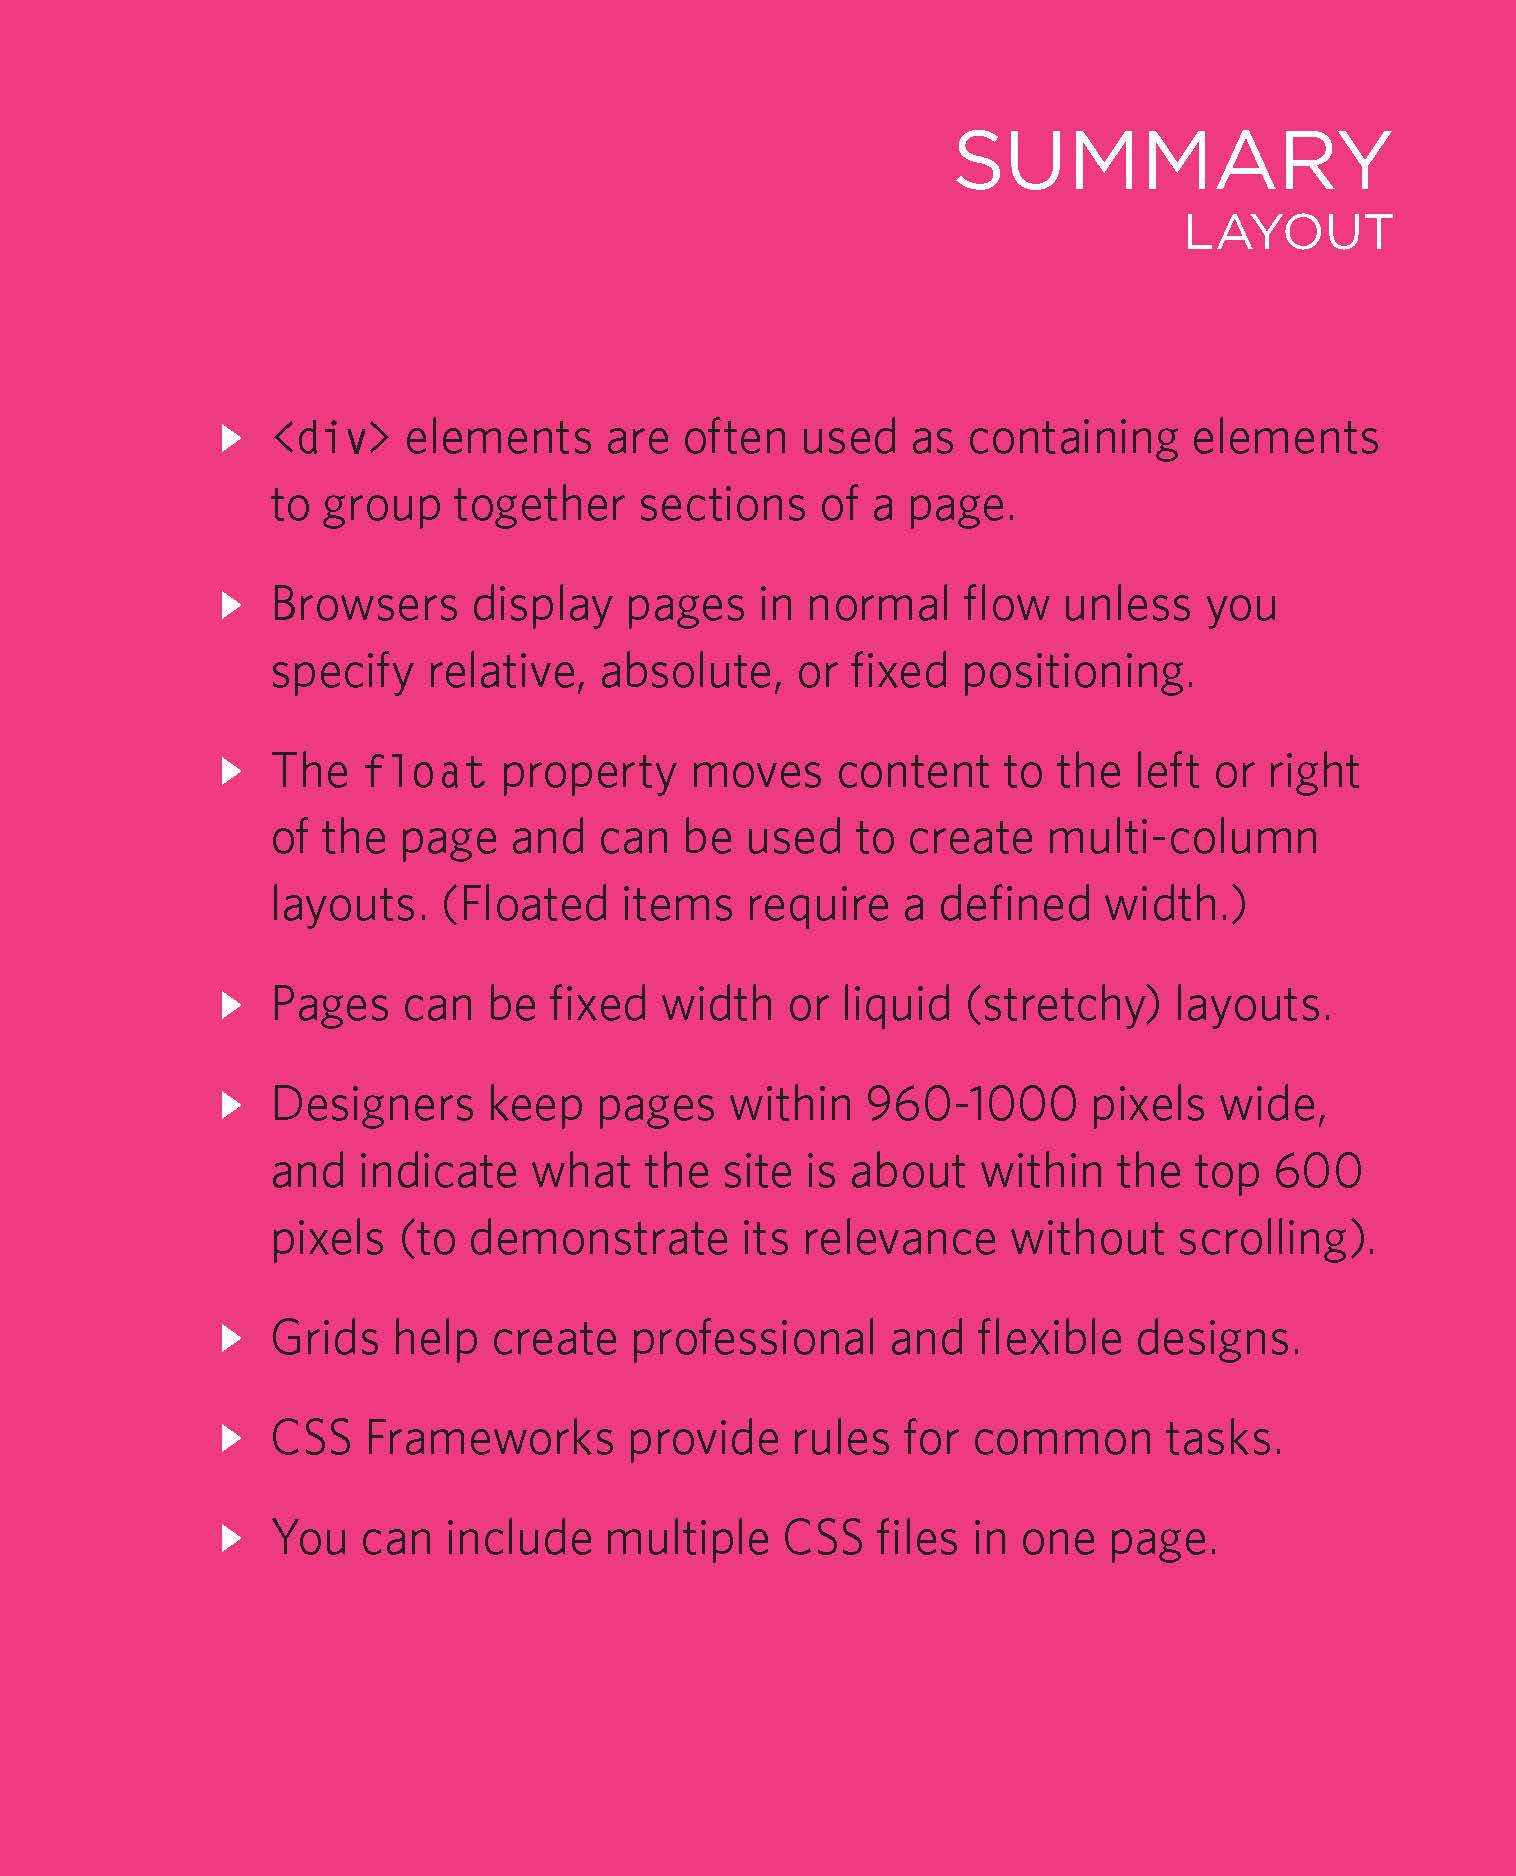 SUMMARY
LAYOUT
<div> elements are often used as containing elements
to group together sections of a page.
Browsers display pages in normal flow unless you
specify relative, absolute, or fixed positioning.
The float property moves content to the left or right
of the page and can be used to create multi-column
layouts. (Floated items require a defined width.)
Pages can be fixed width or liquid (stretchy) layouts.
Designers keep pages within 960-1000 pixels wide,
and indicate what the site is about within the top 600
pixels (to demonstrate its relevance without scrolling).
Grids help create professional and flexible designs.
CSS Frameworks provide rules for common tasks.
You can include multiple CSS files in one page.